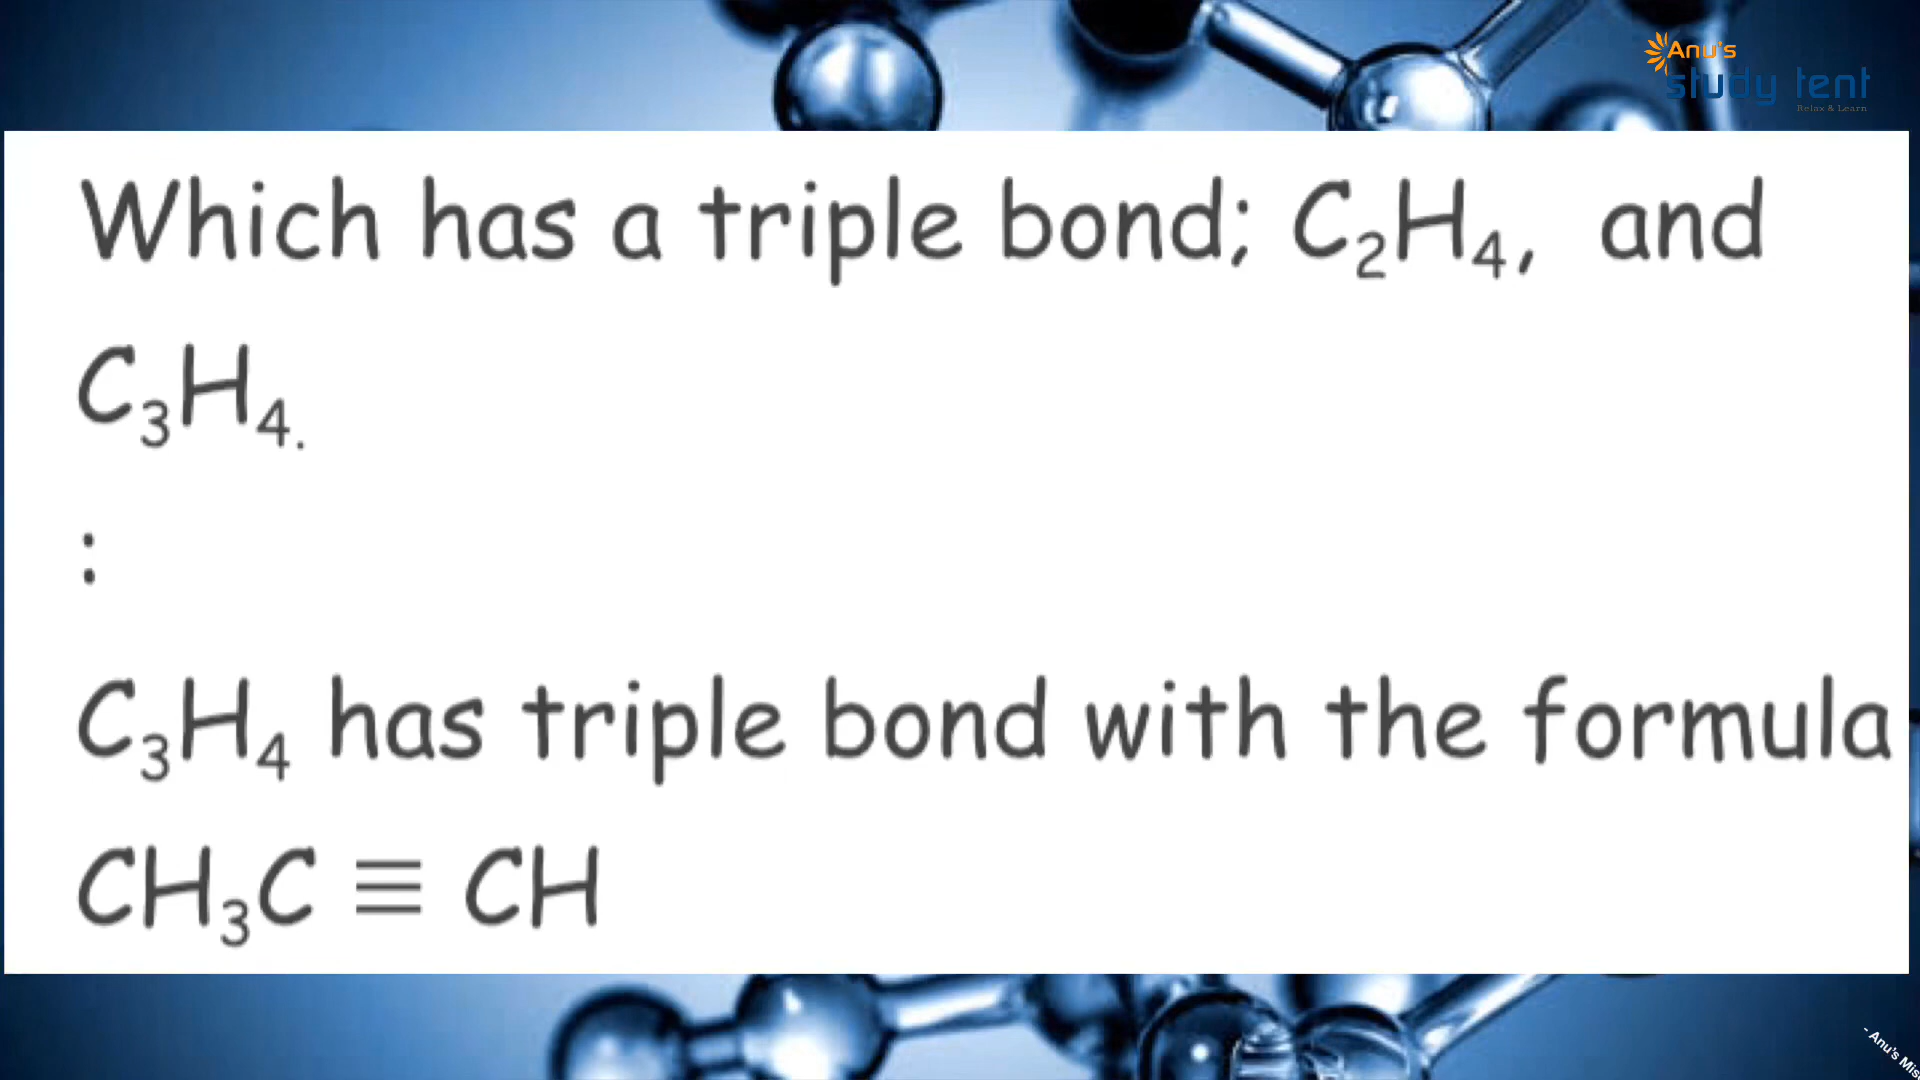 Anu's
study tent
Relax & Learn
Which has a triple bond; C₂H₄, and
C₃H₄.
:
C₃H₄ has triple bond with the formula
CH₃C ≡ CH
- Anu's